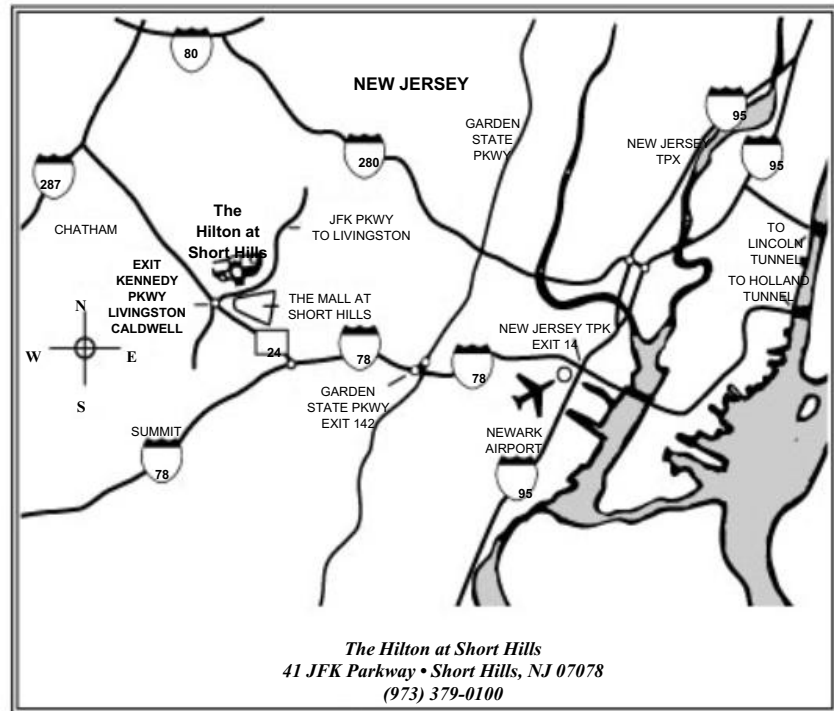 80
NEW JERSEY
95
GARDEN
STATE
PKWY
NEW JERSEY
TPX
95
280
287
The
Hilton at
Short Hills
CHATHAM
JFK PKWY
TO LIVINGSTON
TO
LINCOLN
TUNNEL
EXIT
KENNEDY
PKWY
LIVINGSTON
CALDWELL
TO HOLLAND
TUNNEL
THE MALL AT
SHORT HILLS
N
W E
S
NEW JERSEY TPK
EXIT 14
24
78
78
GARDEN
STATE PKWY
EXIT 142
SUMMIT
78
NEWARK
AIRPORT
95
The Hilton at Short Hills
41 JFK Parkway • Short Hills, NJ 07078
(973) 379-0100